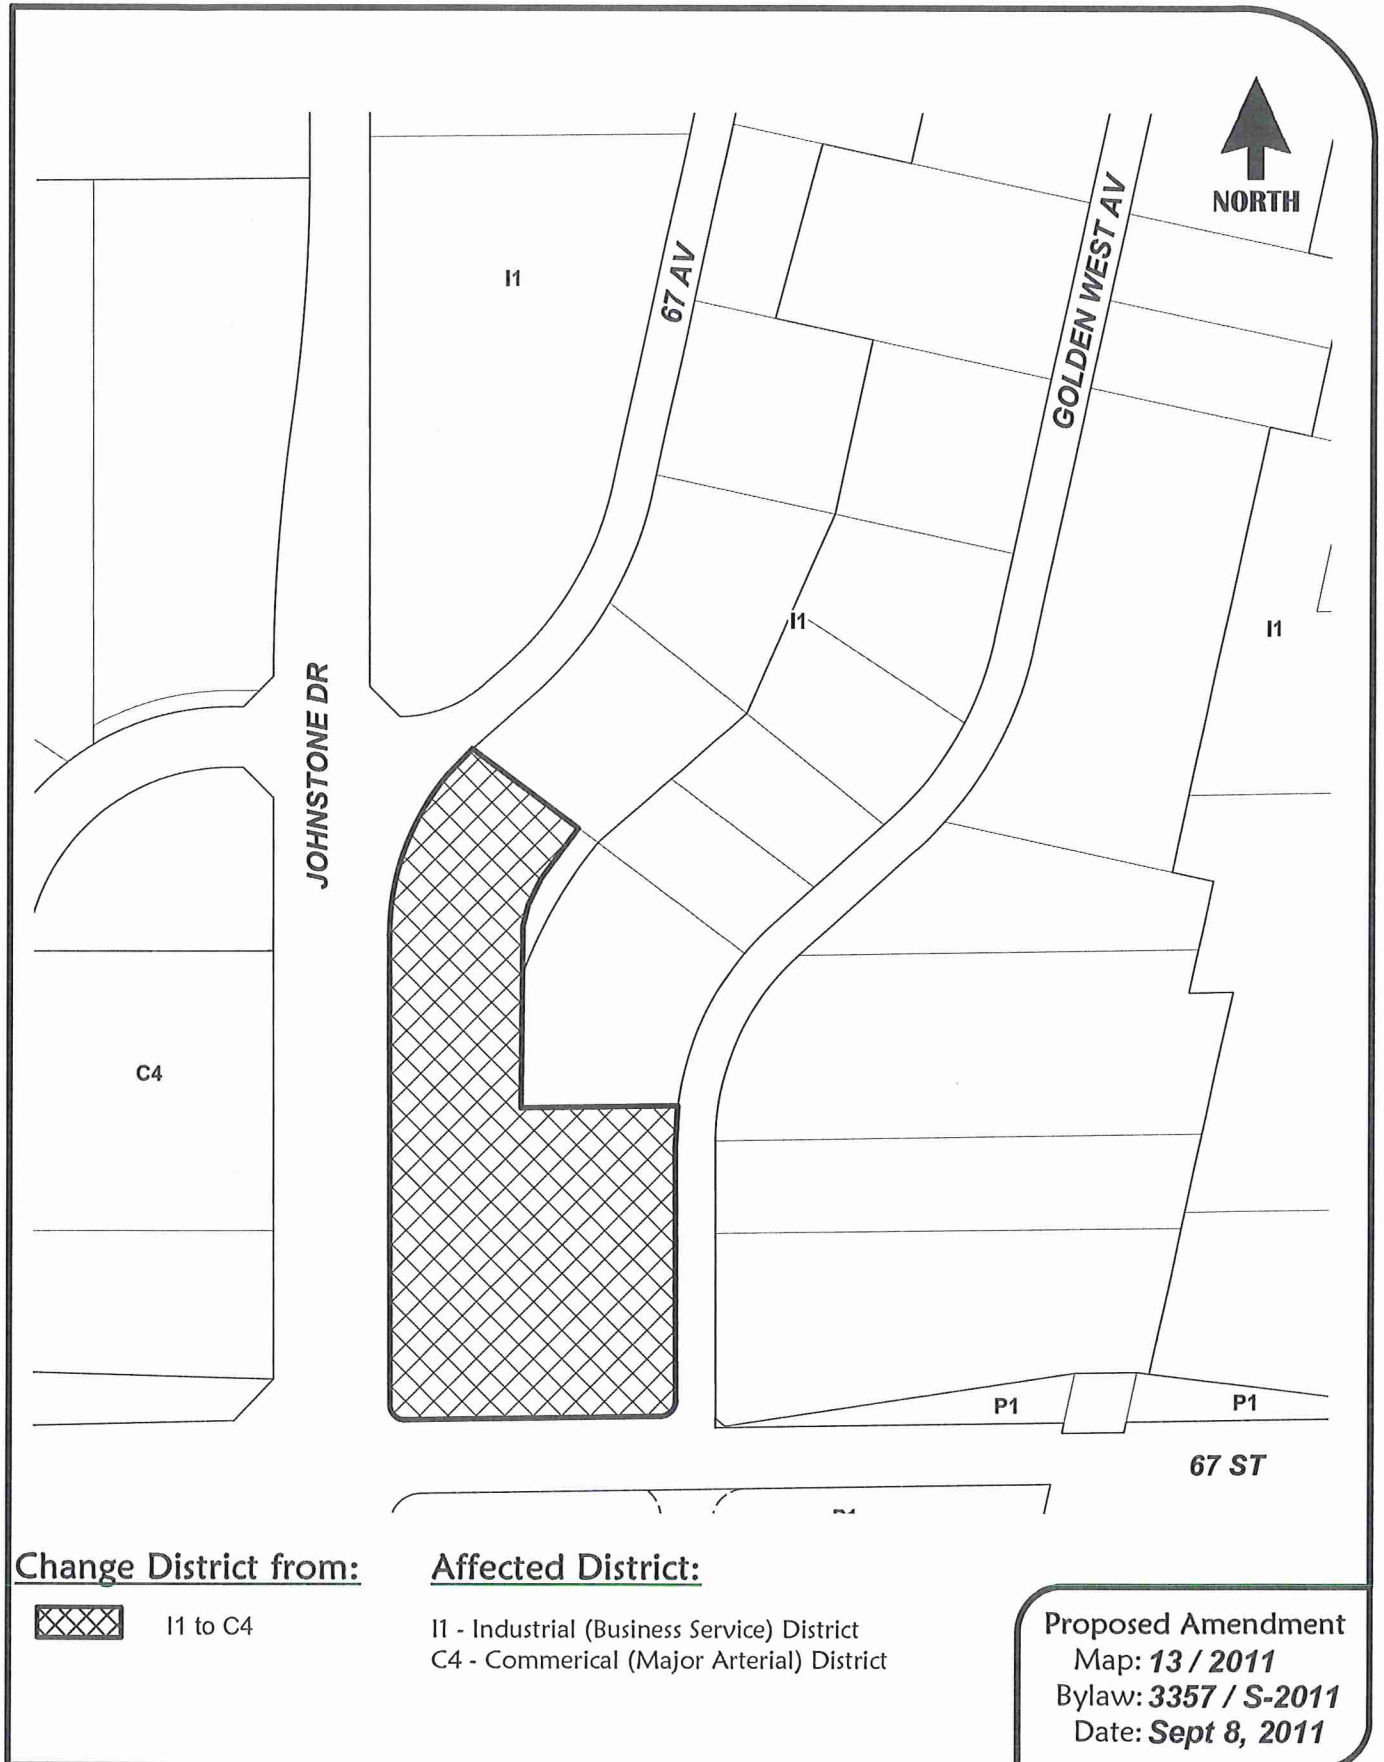 NORTH
I1
67 AV
GOLDEN WEST AV
I1
I1
JOHNSTONE DR
C4
P1
P1
67 ST
Change District from:
I1 to C4
Affected District:
I1 - Industrial (Business Service) District
C4 - Commerical (Major Arterial) District
Proposed Amendment
Map: 13 / 2011
Bylaw: 3357 / S-2011
Date: Sept 8, 2011